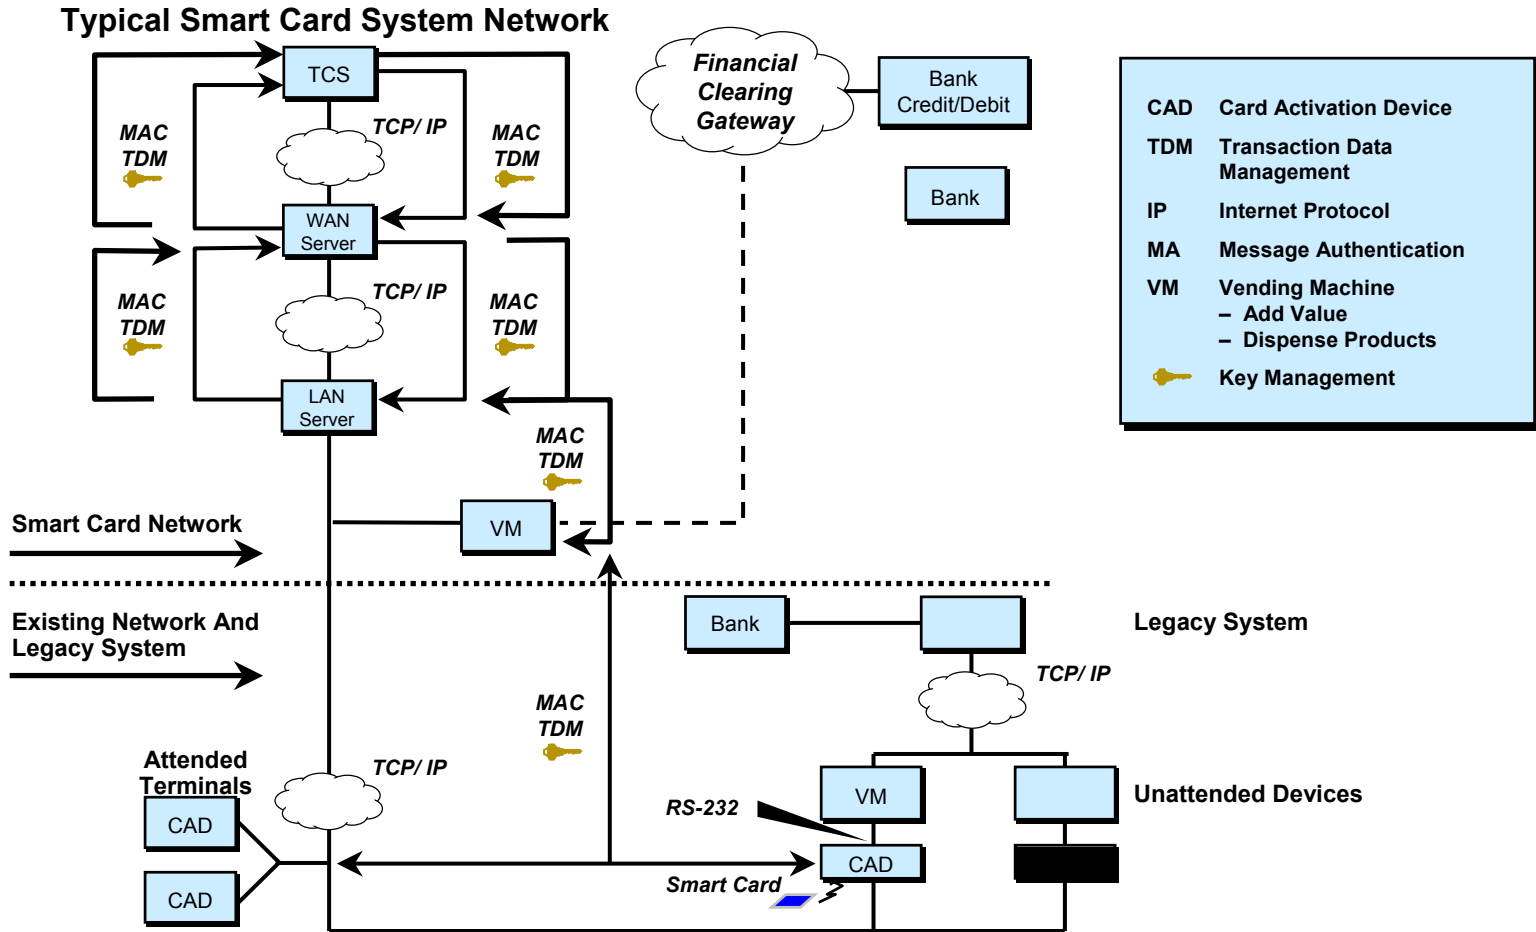 Typical Smart Card System Network
TCS
TCP/ IP
MAC
TDM
MAC
TDM
WAN
Server
TCP/ IP
MAC
TDM
MAC
TDM
LAN
Server
MAC
TDM
VM
Financial
Clearing
Gateway
Bank
Credit/Debit
Bank
CAD Card Activation Device
TDM Transaction Data
Management
IP Internet Protocol
MA Message Authentication
VM Vending Machine
– Add Value
– Dispense Products
Key Management
Smart Card Network
Existing Network And
Legacy System
Bank
Legacy System
TCP/ IP
MAC
TDM
Attended
Terminals
TCP/ IP
CAD
CAD
RS-232
VM
Unattended Devices
CAD
Smart Card